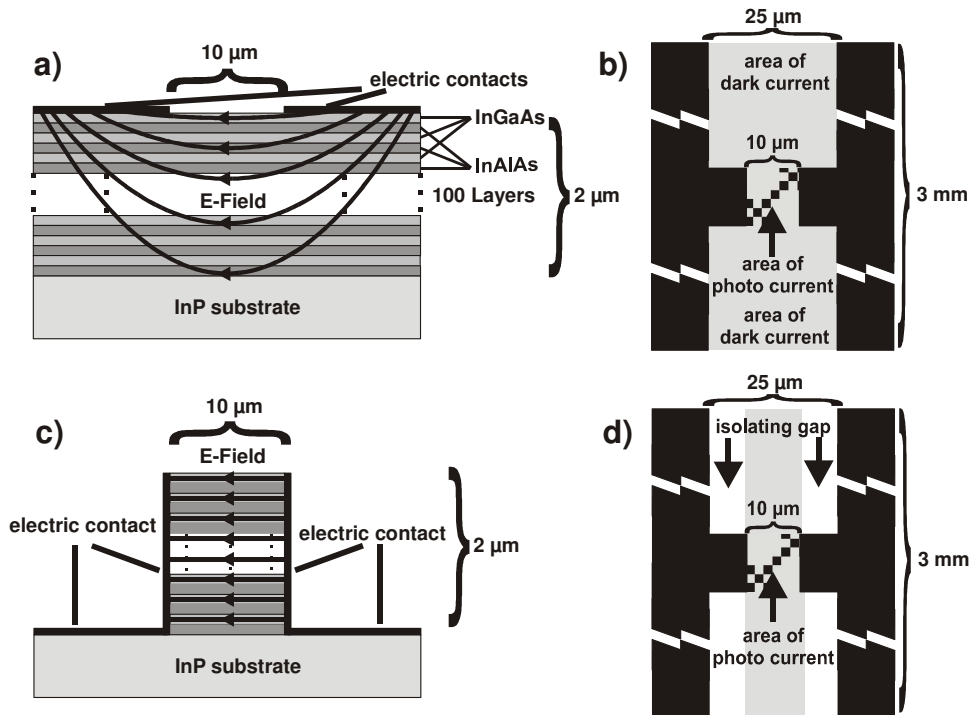 a)
10 µm
electric contacts
InGaAs
InAlAs
E-Field
100 Layers
2 µm
InP substrate
b)
25 µm
area of
dark current
10 µm
3 mm
area of
photo current
area of
dark current
c)
10 µm
E-Field
electric contact
electric contact
2 µm
InP substrate
d)
25 µm
isolating gap
10 µm
3 mm
area of
photo current